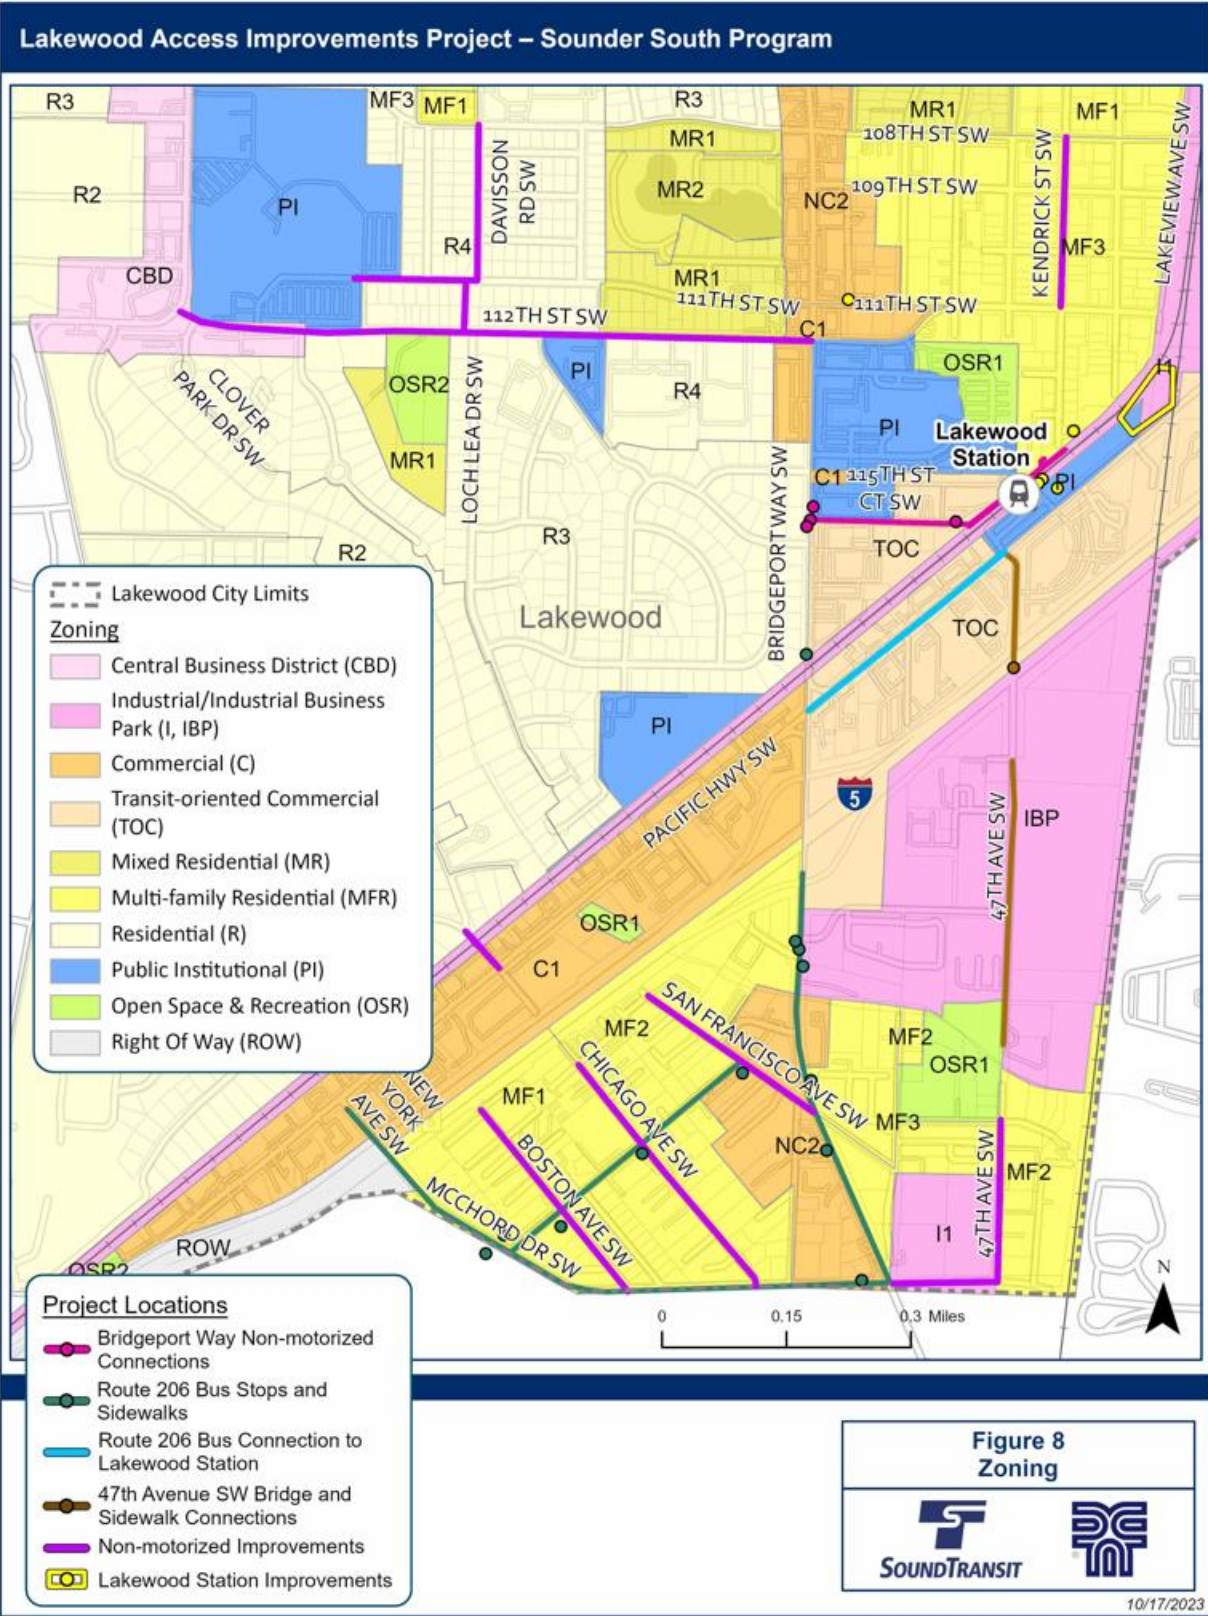 Lakewood Access Improvements Project – Sounder South Program
R3
MF3
MF1
R3
MR1
MF1
108TH ST SW
MR1
DAVISSON
RD SW
KENDRICK ST SW
LAKEVIEW AVE SW
R2
PI
MR2
109TH ST SW
NC2
R4
MF3
CBD
MR1
111TH ST SW
111TH ST SW
112TH ST SW
C1
I1
OSR1
PI
OSR2
R4
CLOVER
PARK DR SW
LOCH LEA DR SW
PI
Lakewood
Station
MR1
BRIDGEPORT WAY SW
C1
115TH ST
CT SW
PI
R3
R2
TOC
Lakewood
TOC
PI
PACIFIC HWY SW
5
47TH AVE SW
IBP
OSR1
C1
SAN FRANCISCO AVE SW
MF2
MF2
CHICAGO AVE SW
OSR1
NEW
YORK
AVE SW
MF1
MF3
BOSTON AVE SW
NC2
MCCHORD DR SW
47TH AVE SW
MF2
I1
ROW
OSR2
N
0
0.15
0.3 Miles
Lakewood City Limits
Zoning
Central Business District (CBD)
Industrial/Industrial Business
Park (I, IBP)
Commercial (C)
Transit-oriented Commercial
(TOC)
Mixed Residential (MR)
Multi-family Residential (MFR)
Residential (R)
Public Institutional (PI)
Open Space & Recreation (OSR)
Right Of Way (ROW)
Project Locations
Bridgeport Way Non-motorized
Connections
Route 206 Bus Stops and
Sidewalks
Route 206 Bus Connection to
Lakewood Station
47th Avenue SW Bridge and
Sidewalk Connections
Non-motorized Improvements
Lakewood Station Improvements
Figure 8
Zoning
SOUNDTRANSIT
10/17/2023